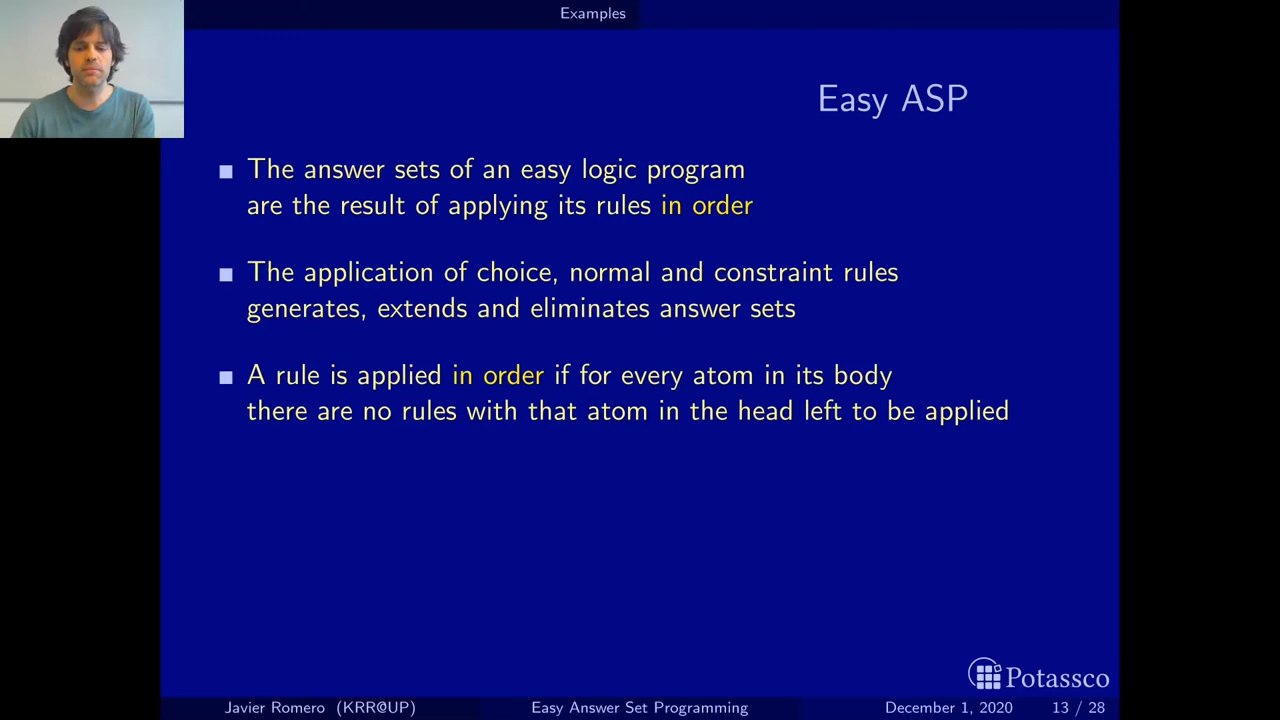 Examples
Easy ASP
The answer sets of an easy logic program
are the result of applying its rules in order
The application of choice, normal and constraint rules
generates, extends and eliminates answer sets
A rule is applied in order if for every atom in its body
there are no rules with that atom in the head left to be applied
Potassco
Javier Romero (KRR@UP) Easy Answer Set Programming December 1, 2020 13 / 28